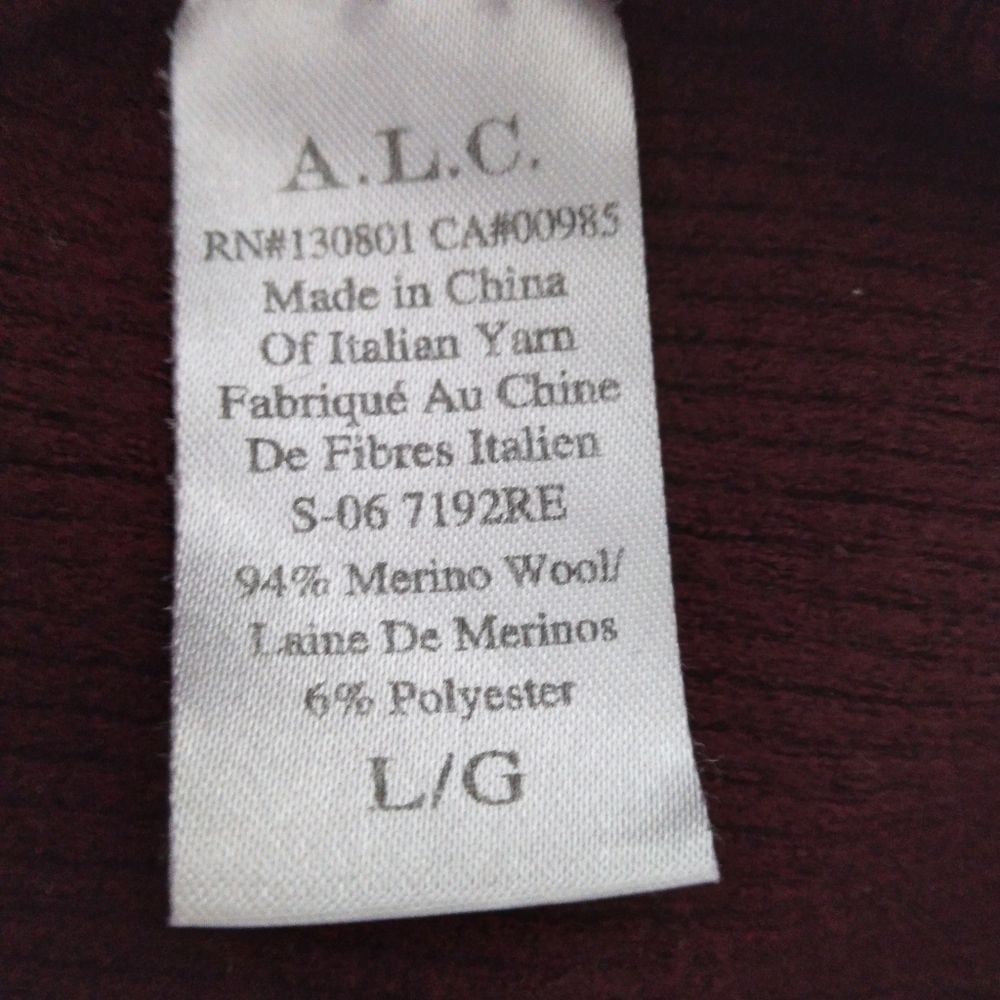 A.L.C.
RN#130801 CA#00985
Made in China
Of Italian Yarn
Fabriqué Au Chine
De Fibres Italien
S-06 7192RE
94% Merino Wool/
Laine De Merinos
6% Polyester
L/G